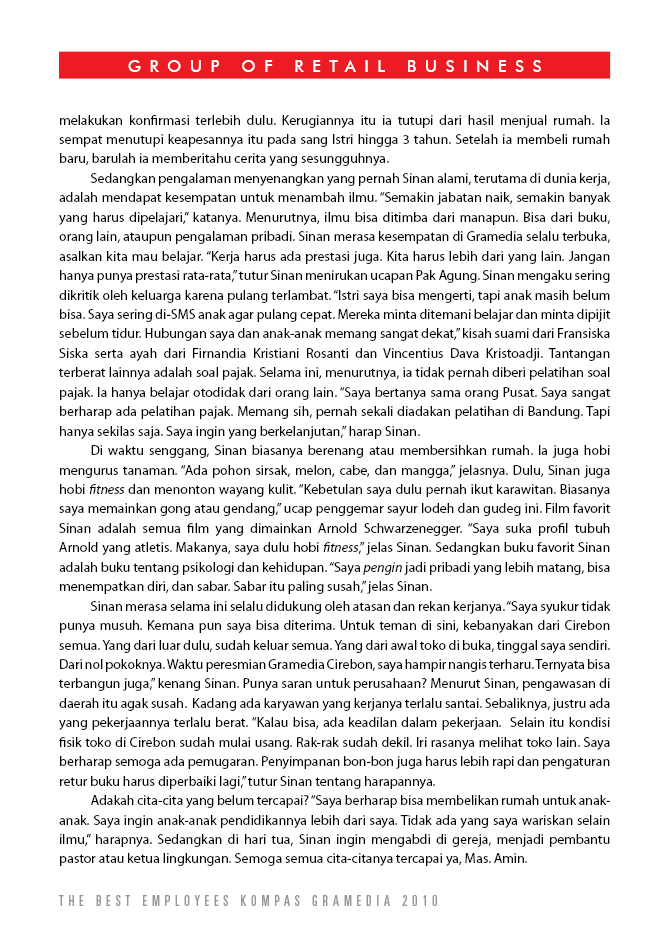 GROUP OF RETAIL BUSINESS
melakukan konfirmasi terlebih dulu. Kerugiannya itu ia tutupi dari hasil menjual rumah. Ia
sempat menutupi keapesannya itu pada sang Istri hingga 3 tahun. Setelah ia membeli rumah
baru, barulah ia memberitahu cerita yang sesungguhnya.
Sedangkan pengalaman menyenangkan yang pernah Sinan alami, terutama di dunia kerja,
adalah mendapat kesempatan untuk menambah ilmu. “Semakin jabatan naik, semakin banyak
yang harus dipelajari,” katanya. Menurutnya, ilmu bisa ditimba dari manapun. Bisa dari buku,
orang lain, ataupun pengalaman pribadi. Sinan merasa kesempatan di Gramedia selalu terbuka,
asalkan kita mau belajar. “Kerja harus ada prestasi juga. Kita harus lebih dari yang lain. Jangan
hanya punya prestasi rata-rata,” tutur Sinan menirukan ucapan Pak Agung. Sinan mengaku sering
dikritik oleh keluarga karena pulang terlambat. “Istri saya bisa mengerti, tapi anak masih belum
bisa. Saya sering di-SMS anak agar pulang cepat. Mereka minta ditemani belajar dan minta dipijit
sebelum tidur. Hubungan saya dan anak-anak memang sangat dekat,” kisah suami dari Fransiska
Siska serta ayah dari Firnandia Kristiani Rosanti dan Vincentius Dava Kristoadji. Tantangan
terberat lainnya adalah soal pajak. Selama ini, menurutnya, ia tidak pernah diberi pelatihan soal
pajak. Ia hanya belajar otodidak dari orang lain. “Saya bertanya sama orang Pusat. Saya sangat
berharap ada pelatihan pajak. Memang sih, pernah sekali diadakan pelatihan di Bandung. Tapi
hanya sekilas saja. Saya ingin yang berkelanjutan,” harap Sinan.
Di waktu senggang, Sinan biasanya berenang atau membersihkan rumah. Ia juga hobi
mengurus tanaman. “Ada pohon sirsak, melon, cabe, dan mangga,” jelasnya. Dulu, Sinan juga
hobi fitness dan menonton wayang kulit. “Kebetulan saya dulu pernah ikut karawitan. Biasanya
saya memainkan gong atau gendang,” ucap penggemar sayur lodeh dan gudeg ini. Film favorit
Sinan adalah semua film yang dimainkan Arnold Schwarzenegger. “Saya suka profil tubuh
Arnold yang atletis. Makanya, saya dulu hobi fitness,” jelas Sinan. Sedangkan buku favorit Sinan
adalah buku tentang psikologi dan kehidupan. “Saya pengin jadi pribadi yang lebih matang, bisa
menempatkan diri, dan sabar. Sabar itu paling susah,” jelas Sinan.
Sinan merasa selama ini selalu didukung oleh atasan dan rekan kerjanya. “Saya syukur tidak
punya musuh. Kemana pun saya bisa diterima. Untuk teman di sini, kebanyakan dari Cirebon
semua. Yang dari luar dulu, sudah keluar semua. Yang dari awal toko di buka, tinggal saya sendiri.
Dari nol pokoknya. Waktu peresmian Gramedia Cirebon, saya hampir nangis terharu. Ternyata bisa
terbangun juga,” kenang Sinan. Punya saran untuk perusahaan? Menurut Sinan, pengawasan di
daerah itu agak susah. Kadang ada karyawan yang kerjanya terlalu santai. Sebaliknya, justru ada
yang pekerjaannya terlalu berat. “Kalau bisa, ada keadilan dalam pekerjaan. Selain itu kondisi
fisik toko di Cirebon sudah mulai usang. Rak-rak sudah dekil. Iri rasanya melihat toko lain. Saya
berharap semoga ada pemugaran. Penyimpanan bon-bon juga harus lebih rapi dan pengaturan
retur buku harus diperbaiki lagi,” tutur Sinan tentang harapannya.
Adakah cita-cita yang belum tercapai? “Saya berharap bisa membelikan rumah untuk anak-
anak. Saya ingin anak-anak pendidikannya lebih dari saya. Tidak ada yang saya wariskan selain
ilmu,” harapnya. Sedangkan di hari tua, Sinan ingin mengabdi di gereja, menjadi pembantu
pastor atau ketua lingkungan. Semoga semua cita-citanya tercapai ya, Mas. Amin.
THE BEST EMPLOYEES KOMPAS GRAMEDIA 2010